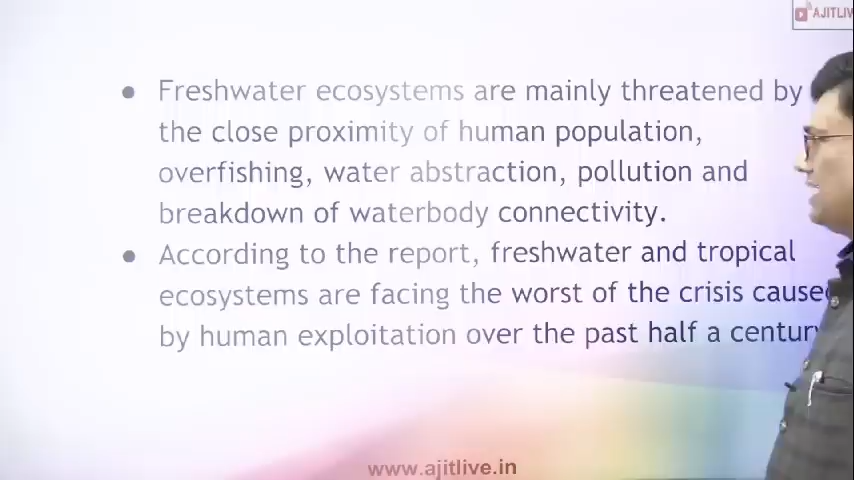 AJITLIV
Freshwater ecosystems are mainly threatened by
the close proximity of human population,
overfishing, water abstraction, pollution and
breakdown of waterbody connectivity.
According to the report, freshwater and tropical
ecosystems are facing the worst of the crisis cause
by human exploitation over the past half a century
www.ajitlive.in